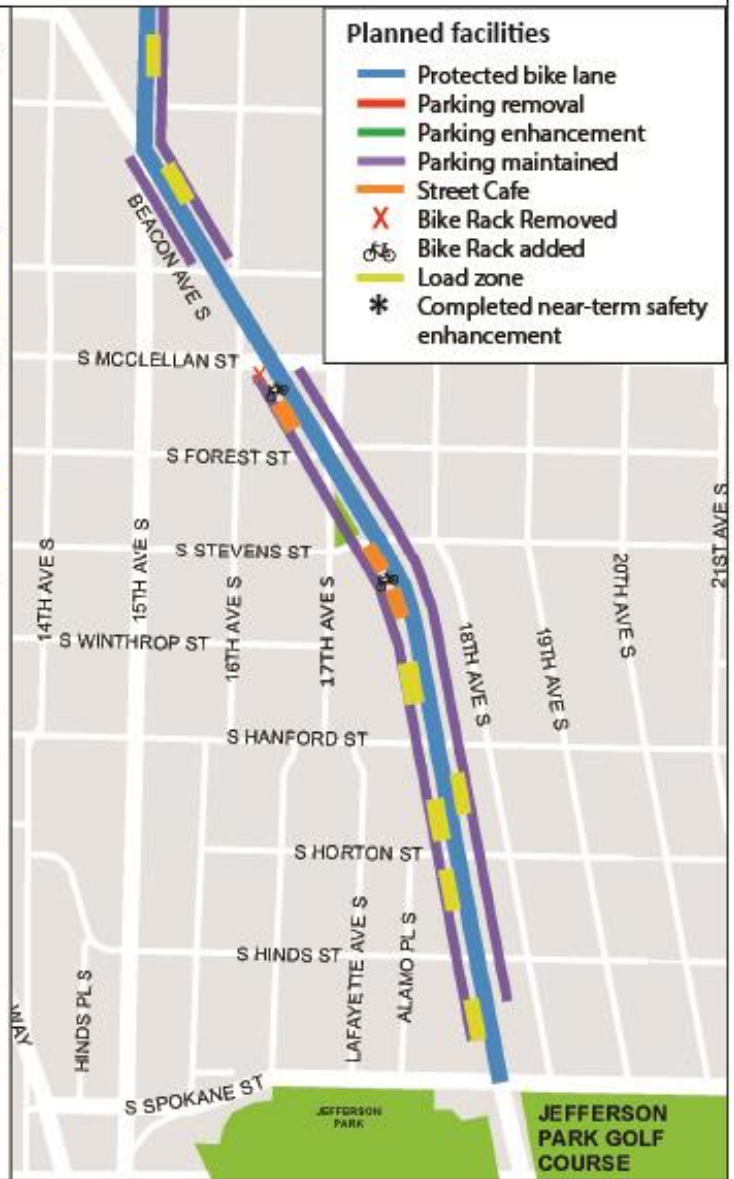 Planned facilities
Protected bike lane
Parking removal
Parking enhancement
Parking maintained
Street Cafe
X Bike Rack Removed
Bike Rack added
Load zone
* Completed near-term safety
enhancement
BEACON AVE S
S MCCLELLAN ST
X
S FOREST ST
S STEVENS ST
14TH AVE S
15TH AVE S
16TH AVE S
17TH AVE S
18TH AVE S
19TH AVE S
20TH AVE S
21ST AVE S
S WINTHROP ST
S HANFORD ST
S HORTON ST
S HINDS ST
LAFAYETTE AVE S
ALAMO PL S
HINDS PL S
WAY
S SPOKANE ST
JEFFERSON
PARK
JEFFERSON
PARK GOLF
COURSE